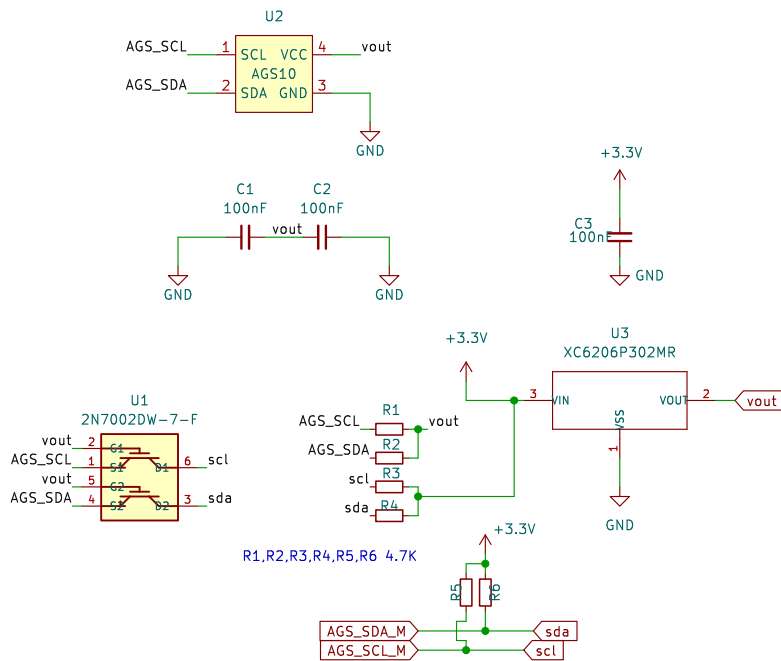 U2
AGS_SCL 1 SCL VCC 4 vout
AGS10
AGS_SDA 2 SDA GND 3
GND
+3.3V
C1 C2
100nF 100nF
vout
C3
100nF
GND GND
GND
+3.3V
U3
XC6206P302MR
3 VIN VOUT 2 vout
VSS
1
GND
U1
2N7002DW-7-F
vout 2 G1
AGS_SCL 1 S1 D1 6 scl
vout 5 G2
AGS_SDA 4 S2 D2 3 sda
AGS_SCL R1 vout
AGS_SDA R2
scl R3
sda R4
R1,R2,R3,R4,R5,R6 4.7K
+3.3V
R5 R6
AGS_SDA_M sda
AGS_SCL_M scl